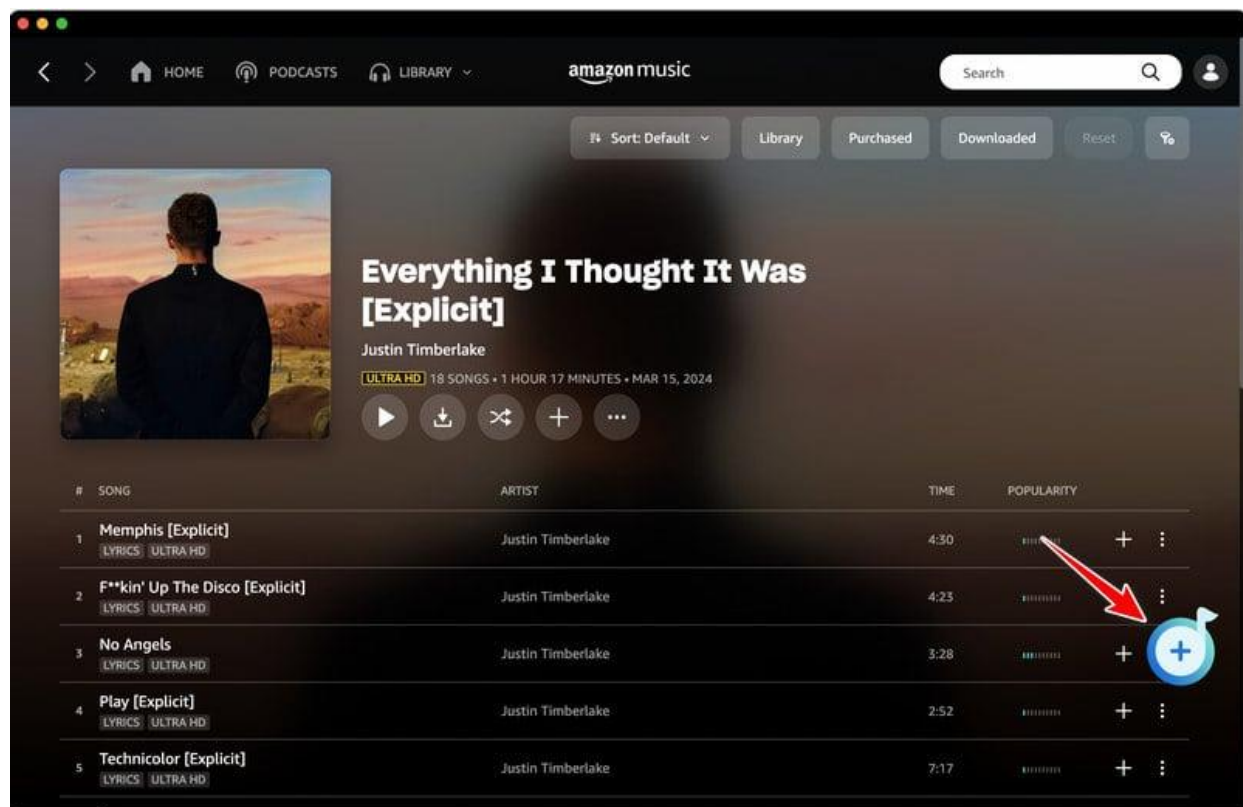 HOME PODCASTS LIBRARY amazon music Search
Sort: Default Library Purchased Downloaded Reset
Everything I Thought It Was
[Explicit]
Justin Timberlake
ULTRA HD 18 SONGS • 1 HOUR 17 MINUTES • MAR 15, 2024
# SONG ARTIST TIME POPULARITY
1 Memphis [Explicit] Justin Timberlake 4:30
LYRICS ULTRA HD
2 F**kin' Up The Disco [Explicit] Justin Timberlake 4:23
LYRICS ULTRA HD
3 No Angels Justin Timberlake 3:28
LYRICS ULTRA HD
4 Play [Explicit] Justin Timberlake 2:52
LYRICS ULTRA HD
5 Technicolor [Explicit] Justin Timberlake 7:17
LYRICS ULTRA HD